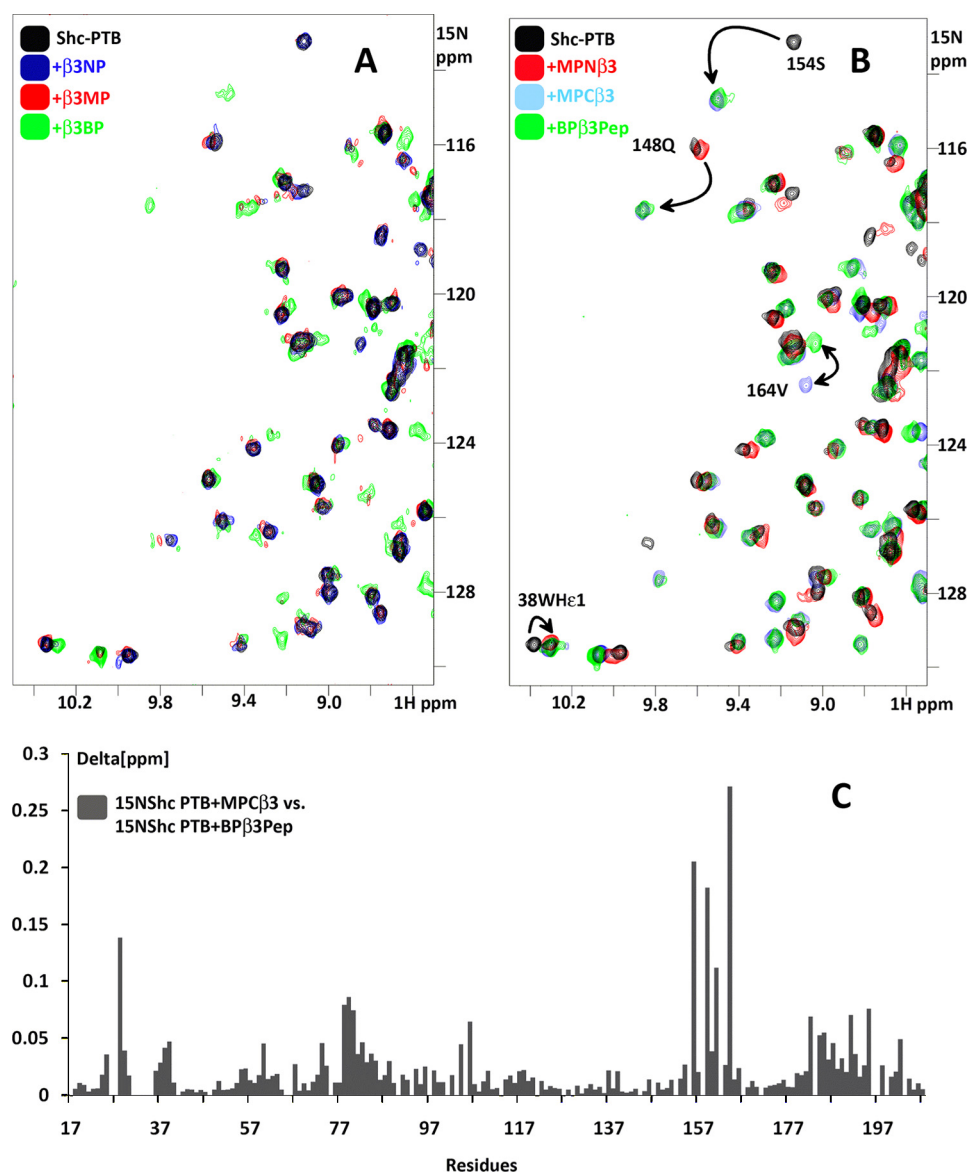 Shc-PTB
+β3NP
+β3MP
+β3BP
A
15N
ppm
116
120
124
128
10.2 9.8 9.4 9.0 1H ppm
Shc-PTB
+MPNβ3
+MPCβ3
+BPβ3Pep
B
15N
ppm
154S
148Q
164V
38WHε1
116
120
124
128
10.2 9.8 9.4 9.0 1H ppm
0.3
0.25
0.2
0.15
0.1
0.05
0
Delta[ppm]
15NShc PTB+MPCβ3 vs.
15NShc PTB+BPβ3Pep
C
17 37 57 77 97 117 137 157 177 197
Residues